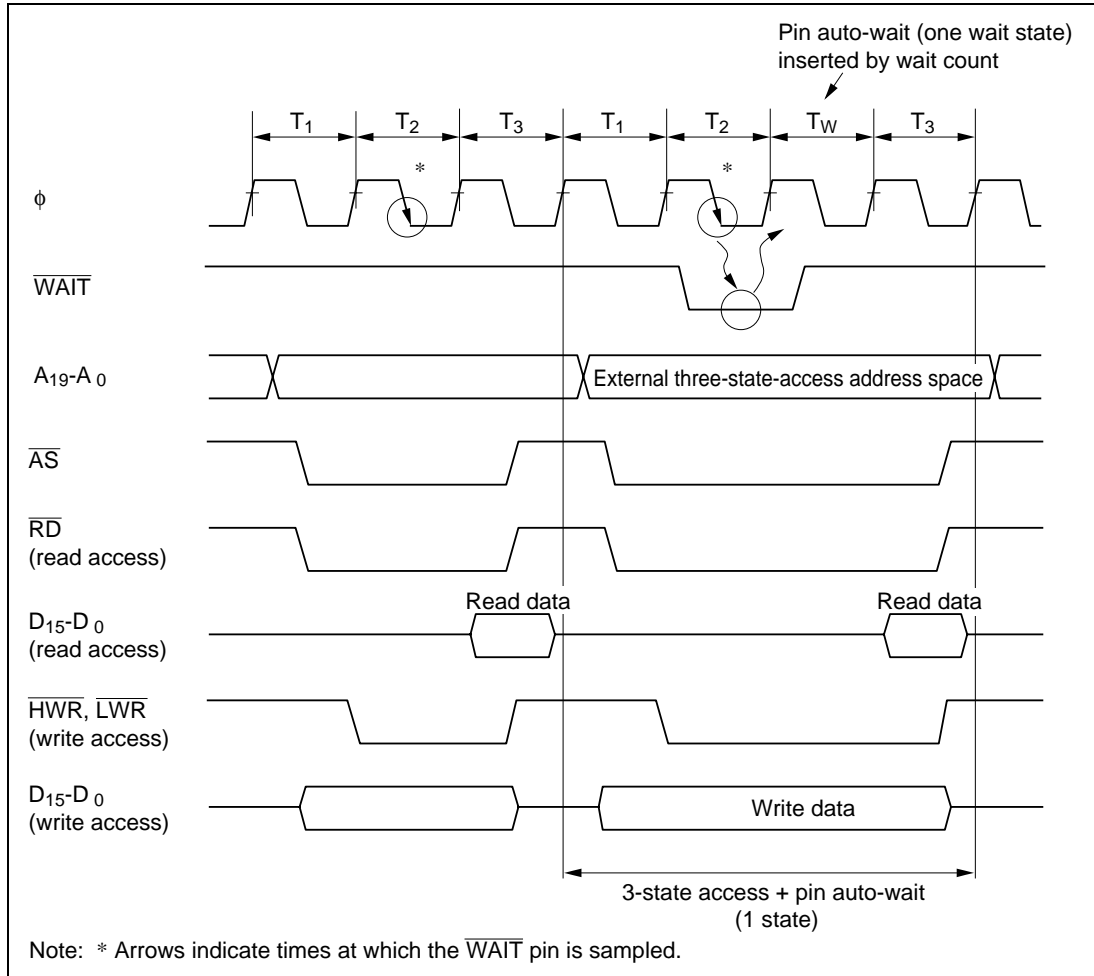 Pin auto-wait (one wait state)
inserted by wait count
T1 T2 T3 T1 T2 TW T3
* *
ϕ
WAIT
A19-A 0
External three-state-access address space
AS
RD
(read access)
Read data Read data
D15-D 0
(read access)
HWR, LWR
(write access)
D15-D 0
(write access)
Write data
3-state access + pin auto-wait
(1 state)
Note: * Arrows indicate times at which the WAIT pin is sampled.